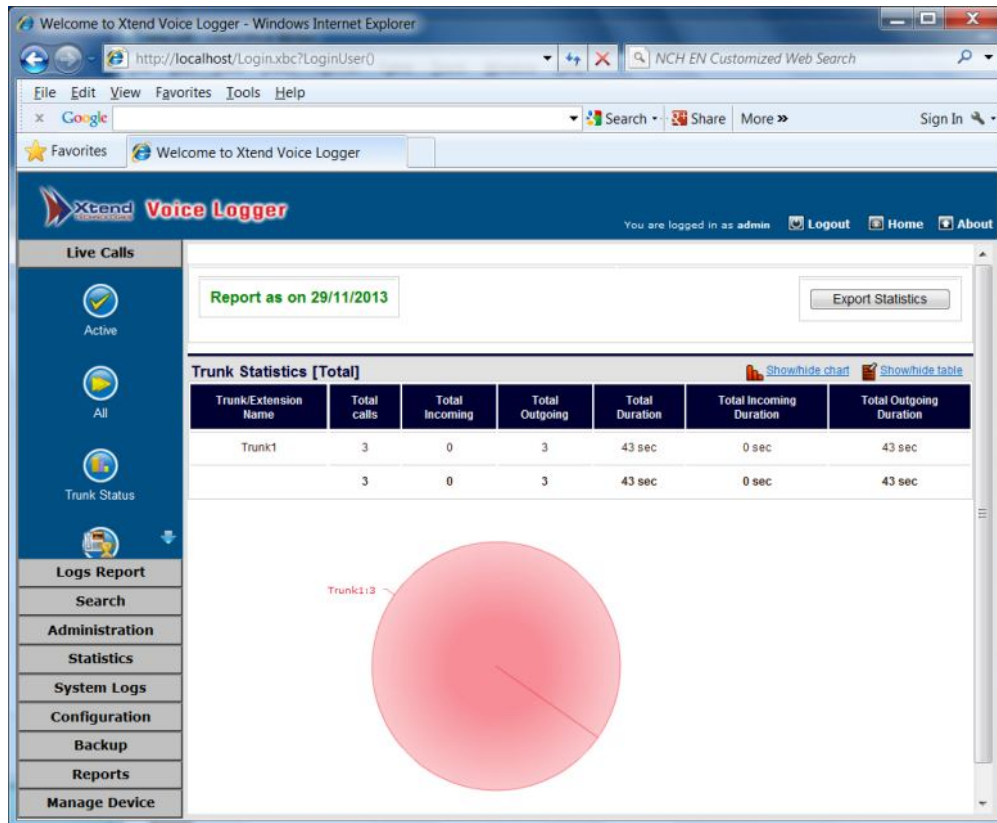 Welcome to Xtend Voice Logger - Windows Internet Explorer
http://localhost/Login.xbc?LoginUser()
NCH EN Customized Web Search
File Edit View Favorites Tools Help
x Google Search Share More » Sign In
Favorites Welcome to Xtend Voice Logger
Xtend Voice Logger
You are logged in as admin Logout Home About
Live Calls
Active
All
Trunk Status
Logs Report
Search
Administration
Statistics
System Logs
Configuration
Backup
Reports
Manage Device
Report as on 29/11/2013
Export Statistics
Trunk Statistics [Total] Show/hide chart Show/hide table
Trunk/Extension Name Total calls Total Incoming Total Outgoing Total Duration Total Incoming Duration Total Outgoing Duration
Trunk1 3 0 3 43 sec 0 sec 43 sec
3 0 3 43 sec 0 sec 43 sec
Trunk1:3